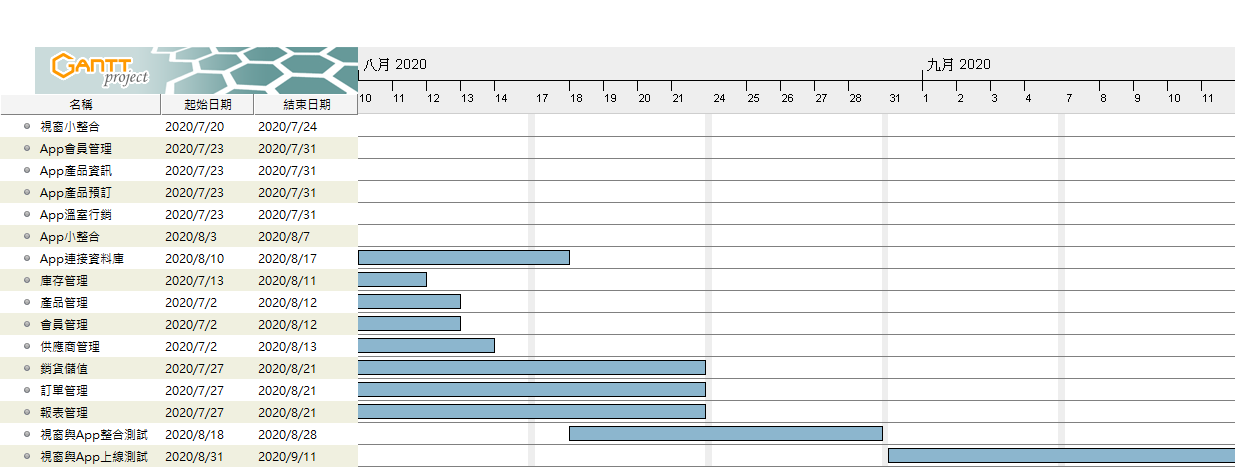 GANTT project
八月 2020 九月 2020
10 11 12 13 14 17 18 19 20 21 24 25 26 27 28 31 1 2 3 4 7 8 9 10 11
名稱 起始日期 結束日期
視窗小整合 2020/7/20 2020/7/24
App會員管理 2020/7/23 2020/7/31
App產品資訊 2020/7/23 2020/7/31
App產品預訂 2020/7/23 2020/7/31
App溫室行銷 2020/7/23 2020/7/31
App小整合 2020/8/3 2020/8/7
App連接資料庫 2020/8/10 2020/8/17
庫存管理 2020/7/13 2020/8/11
產品管理 2020/7/2 2020/8/12
會員管理 2020/7/2 2020/8/12
供應商管理 2020/7/2 2020/8/13
銷貨儲值 2020/7/27 2020/8/21
訂單管理 2020/7/27 2020/8/21
報表管理 2020/7/27 2020/8/21
視窗與App整合測試 2020/8/18 2020/8/28
視窗與App上線測試 2020/8/31 2020/9/11